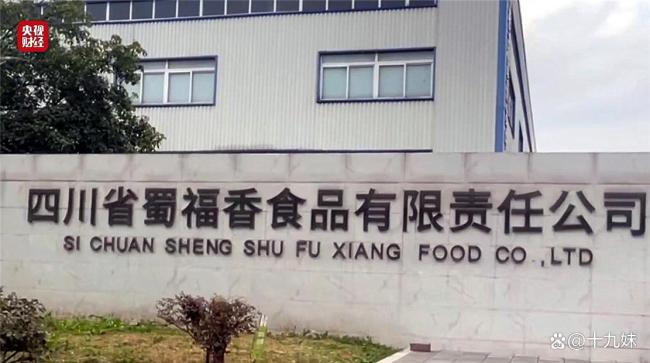 央视
财经
四川省蜀福香食品有限责任公司
SI CHUAN SHENG SHU FU XIANG FOOD CO .,LTD
@十九妹